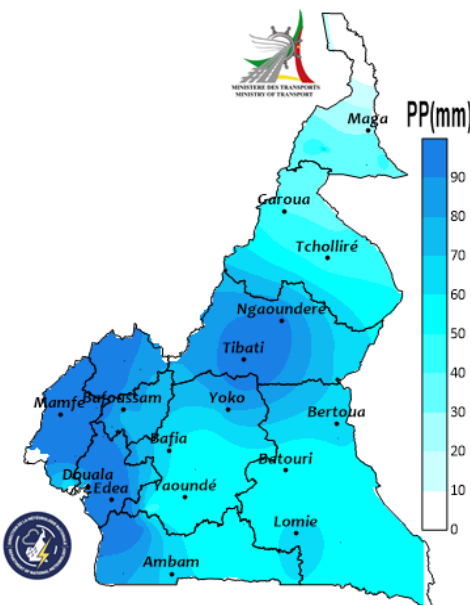 MINISTERE DES TRANSPORTS
MINISTRY OF TRANSPORT
PP(mm)
Maga
90
Garoua
80
Tcholliré
70
60
Ngaoundere
50
Tibati
40
Mamfe
Bafoussam
Yoko
Bertoua
30
Bafia
20
Douala
Edea
Yaoundé
Batouri
10
Lomie
0
Ambam